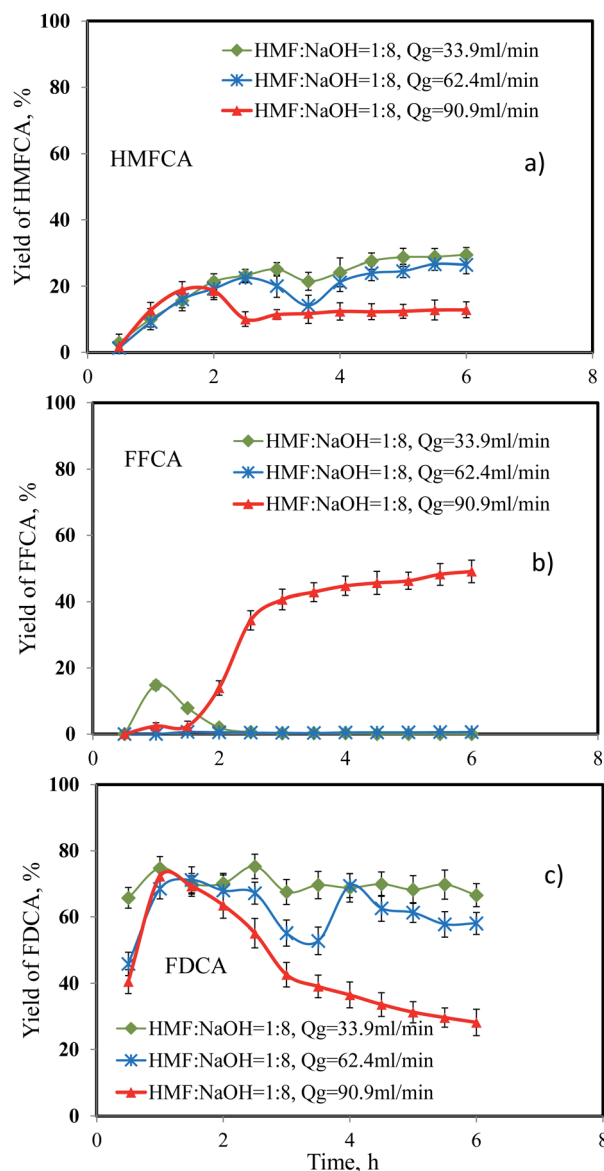 100
80
60
40
20
0
Yield of HMFCA, %
HMF:NaOH=1:8, Qg=33.9ml/min
HMF:NaOH=1:8, Qg=62.4ml/min
HMF:NaOH=1:8, Qg=90.9ml/min
HMFCA
a)
0 2 4 6 8
100
80
60
40
20
0
Yield of FFCA, %
FFCA
HMF:NaOH=1:8, Qg=33.9ml/min
HMF:NaOH=1:8, Qg=62.4ml/min
HMF:NaOH=1:8, Qg=90.9ml/min
b)
0 2 4 6 8
100
80
60
40
20
0
Yield of FDCA, %
c)
FDCA
HMF:NaOH=1:8, Qg=33.9ml/min
HMF:NaOH=1:8, Qg=62.4ml/min
HMF:NaOH=1:8, Qg=90.9ml/min
0 2 4 6 8
Time, h